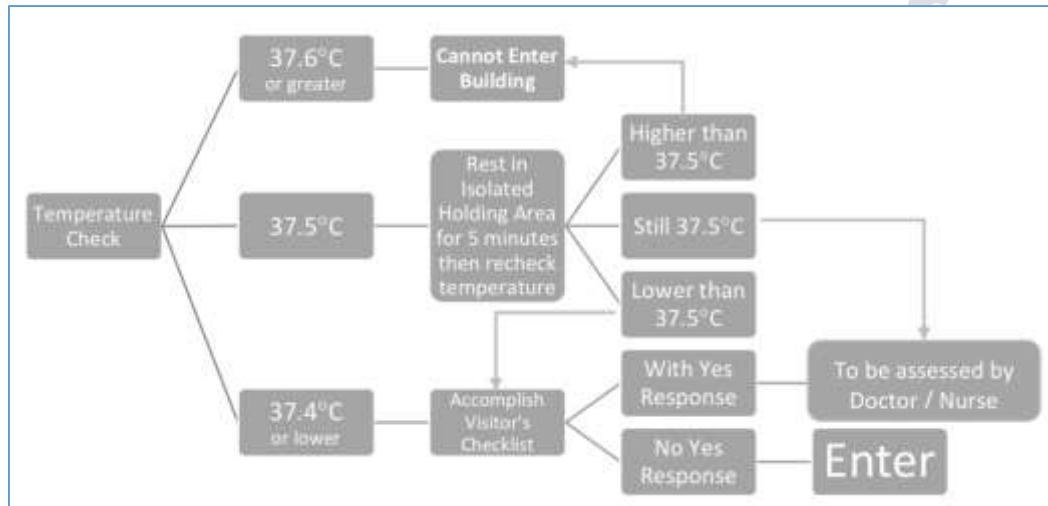 37.6°C
or greater
Cannot Enter
Building
Higher than
37.5°C
Temperature
Check
37.5°C
Rest in
Isolated
Holding Area
for 5 minutes
then recheck
temperature
Still 37.5°C
Lower than
37.5°C
37.4°C
or lower
Accomplish
Visitor's
Checklist
With Yes
Response
To be assessed by
Doctor / Nurse
No Yes
Response
Enter